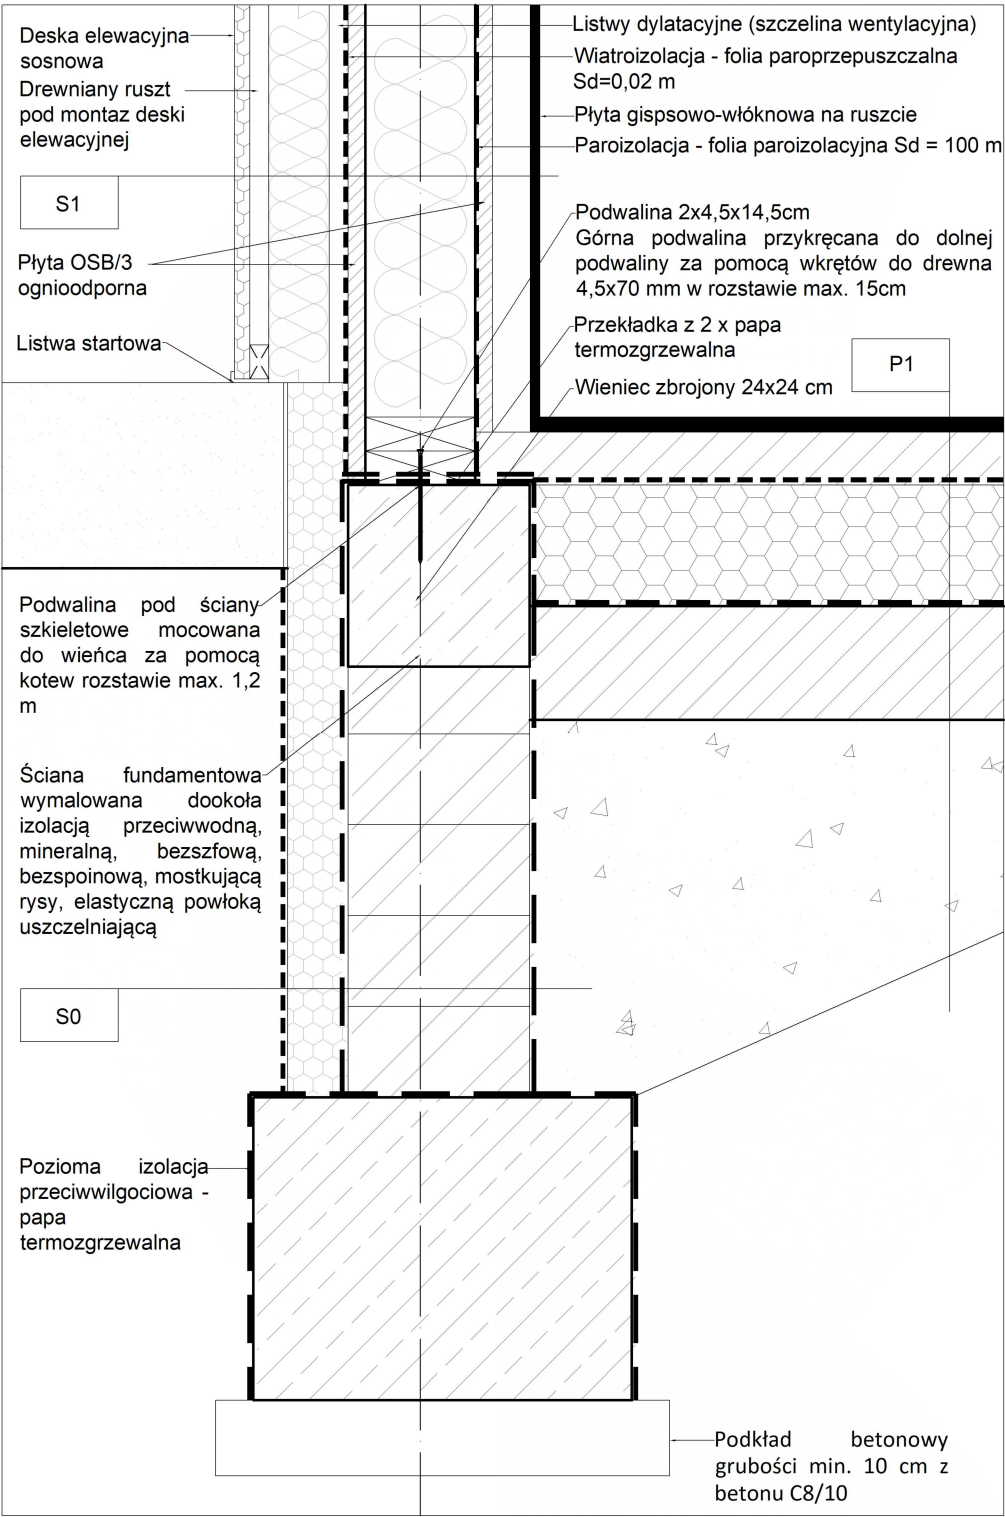 Deska elewacyjna
sosnowa
Drewniany ruszt
pod montaz deski
elewacyjnej
S1
Płyta OSB/3
ognioodporna
Listwa startowa
Listwy dylatacyjne (szczelina wentylacyjna)
Wiatroizolacja - folia paroprzepuszczalna
Sd=0,02 m
Płyta gispsowo-włóknowa na ruszcie
Paroizolacja - folia paroizolacyjna Sd = 100 m
Podwalina 2x4,5x14,5cm
Górna podwalina przykręcana do dolnej
podwaliny za pomocą wkrętów do drewna
4,5x70 mm w rozstawie max. 15cm
Przekładka z 2 x papa
termozgrzewalna
P1
Wieniec zbrojony 24x24 cm
Podwalina pod ściany
szkieletowe mocowana
do wieńca za pomocą
kotew rozstawie max. 1,2
m
Ściana fundamentowa
wymalowana dookoła
izolacją przeciwwodną,
mineralną, bezszfową,
bezspoinową, mostkującą
rysy, elastyczną powłoką
uszczelniającą
S0
Pozioma izolacja
przeciwwilgociowa -
papa
termozgrzewalna
Podkład betonowy
grubości min. 10 cm z
betonu C8/10